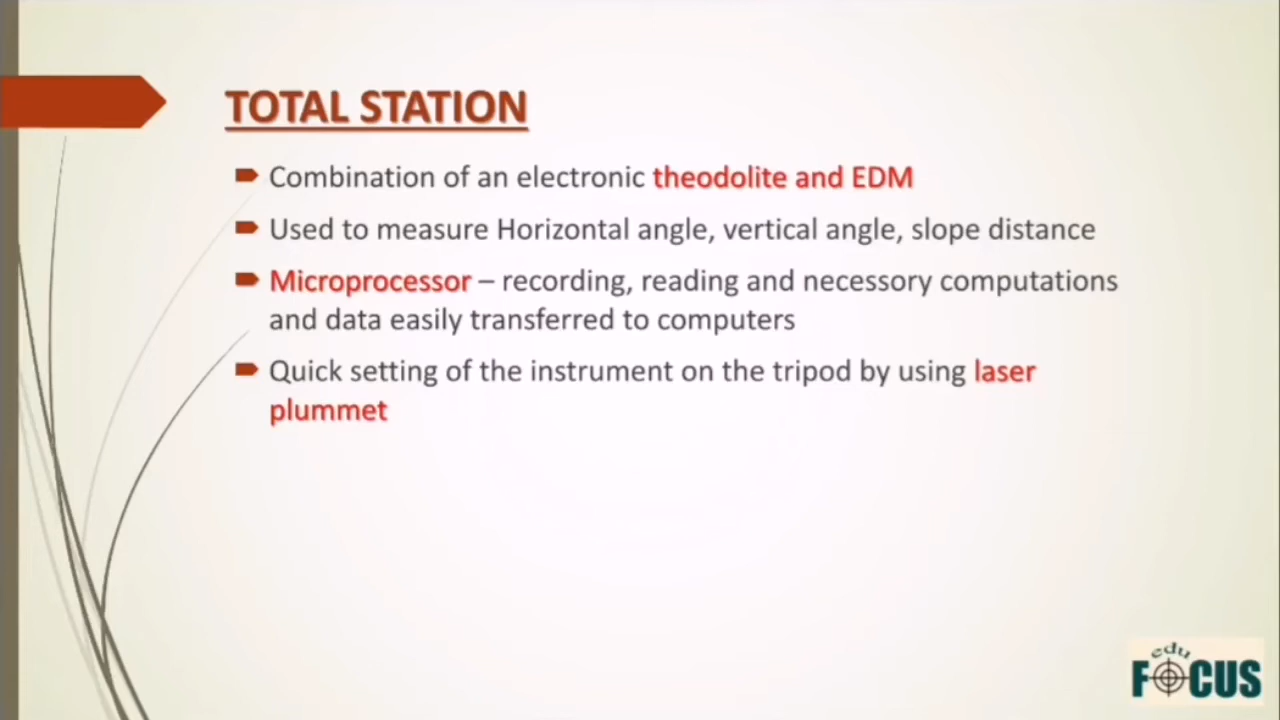 TOTAL STATION
Combination of an electronic theodolite and EDM
Used to measure Horizontal angle, vertical angle, slope distance
Microprocessor – recording, reading and necessary computations
and data easily transferred to computers
Quick setting of the instrument on the tripod by using laser
plummet
edu
FOCUS